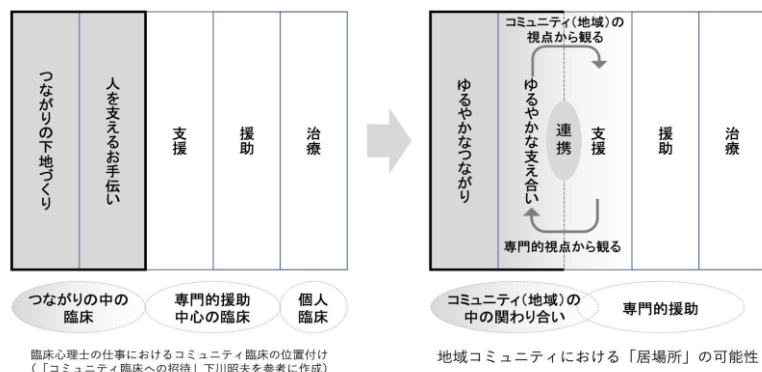 つながりの下地づくり
人を支えるお手伝い
支援
援助
治療
つながりの中の
臨床
専門的援助
中心の臨床
個人
臨床
臨床心理士の仕事におけるコミュニティ臨床の位置付け
(「コミュニティ臨床への招待」下川昭夫を参考に作成)
コミュニティ(地域)の
視点から観る
ゆるやかなつながり
ゆるやかな支え合い
連携
支援
援助
治療
専門的視点から観る
コミュニティ(地域)の
中の関わり合い
専門的援助
地域コミュニティにおける「居場所」の可能性